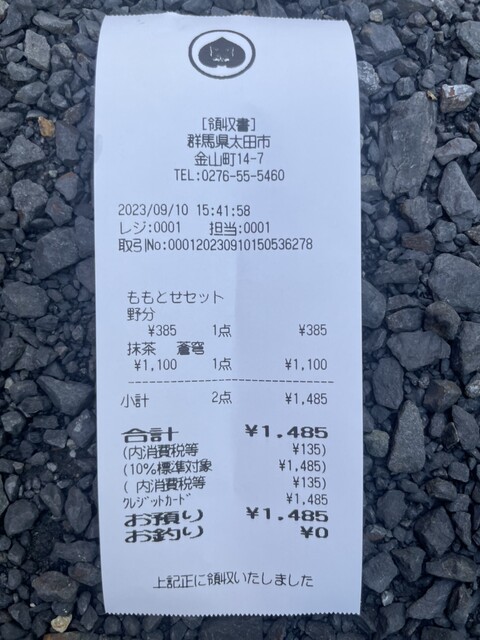 [領収書]
群馬県太田市
金山町14-7
TEL:0276-55-5460
2023/09/10 15:41:58
レジ:0001 担当:0001
取引No:000120230910150536278
ももとせセット
野分
¥385 1点 ¥385
抹茶 蒼穹
¥1,100 1点 ¥1,100
小計 2点 ¥1,485
合計 ¥1,485
(内消費税等 ¥135)
(10%標準対象 ¥1,485)
( 内消費税等 ¥135)
クレジットカード ¥1,485
お預り ¥1,485
お釣り ¥0
上記正に領収いたしました